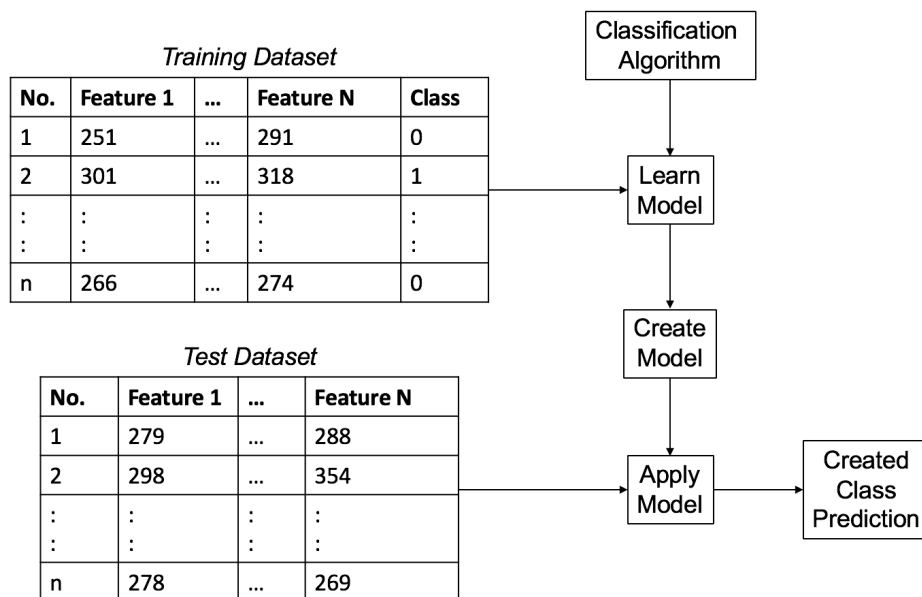 Training Dataset
No. Feature 1 ... Feature N Class
1 251 ... 291 0
2 301 ... 318 1
: : : : :
: : : : :
n 266 ... 274 0
Test Dataset
No. Feature 1 ... Feature N
1 279 ... 288
2 298 ... 354
: : : :
: : : :
n 278 ... 269
Classification
Algorithm
Learn
Model
Create
Model
Apply
Model
Created
Class
Prediction